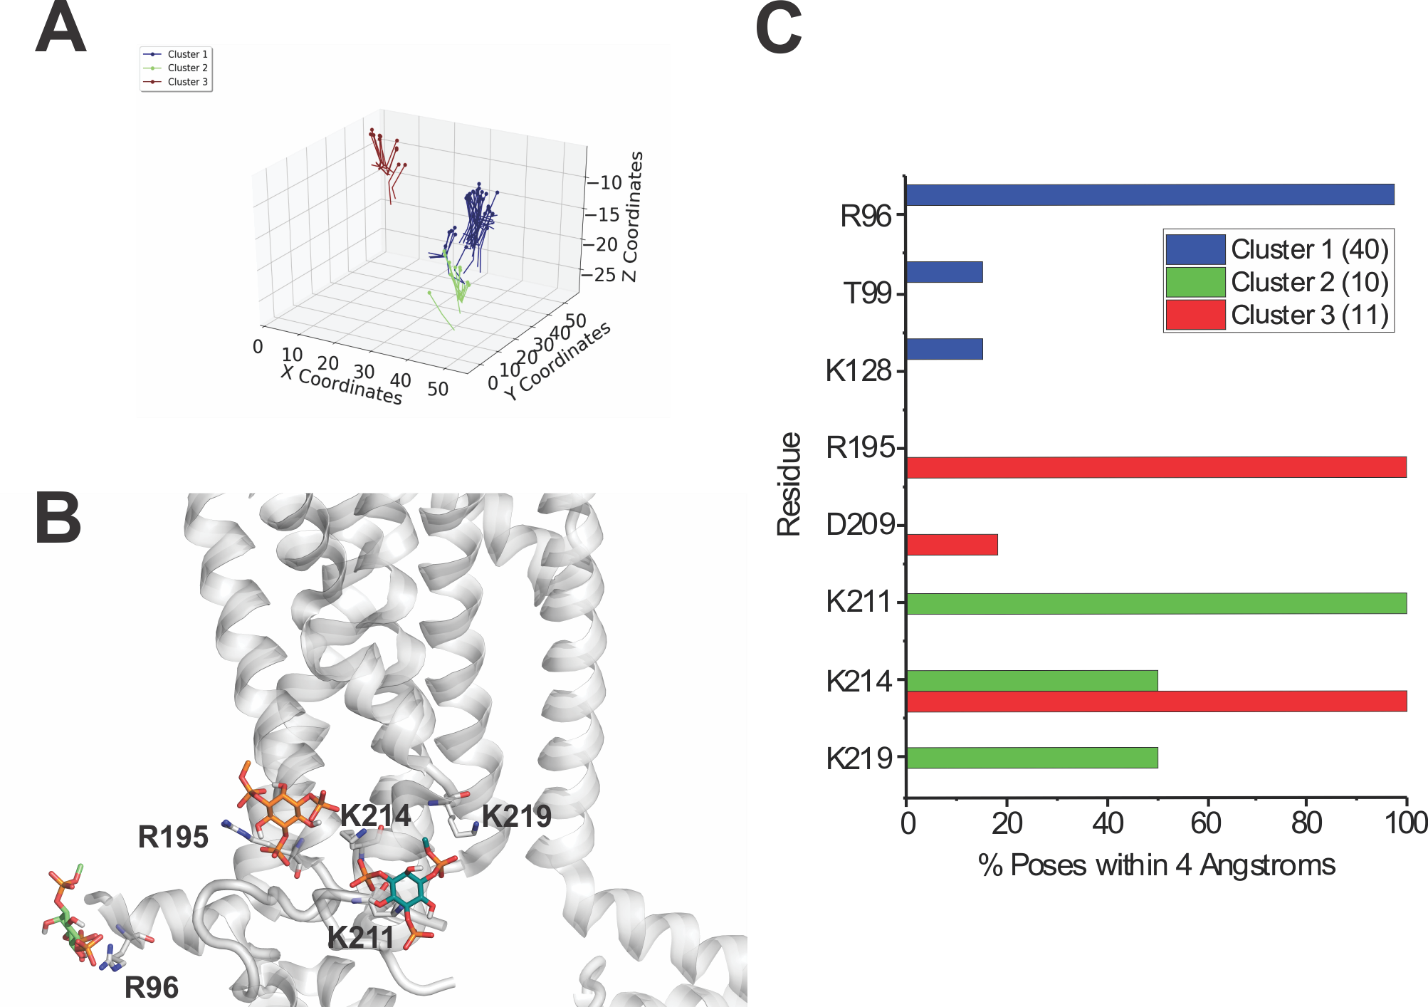 A
Cluster 1
Cluster 2
Cluster 3
−10
−15
−20
−25
Z Coordinates
0
10
20
30
40
50
X Coordinates
0
10
20
30
40
50
Y Coordinates
B
R195
K214
K219
K211
R96
C
Cluster 1 (40)
Cluster 2 (10)
Cluster 3 (11)
R96
T99
K128
R195
D209
K211
K214
K219
Residue
0 20 40 60 80 100
% Poses within 4 Angstroms